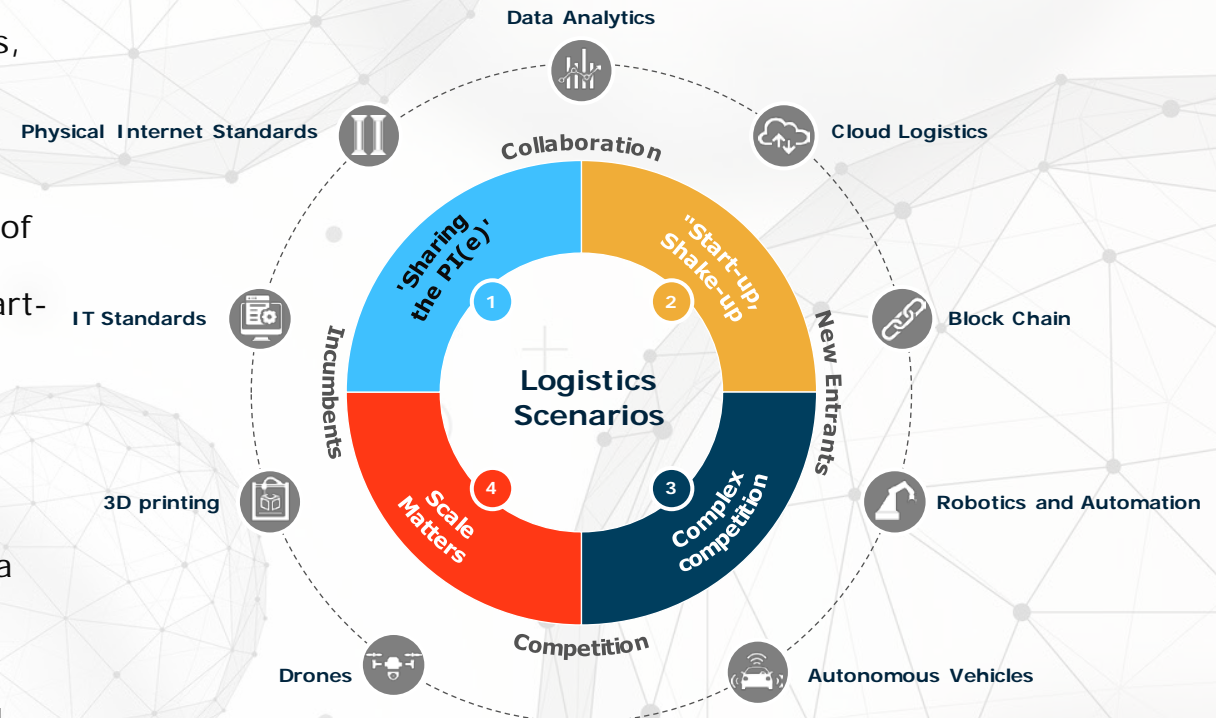 Data Analytics
s,
Physical Internet Standards
Cloud Logistics
Collaboration
of
'Sharing
the PI(e)'
"Start-up,
Shake-up
1
2
art-
IT Standards
Block Chain
Incumbents
New Entrants
Logistics
Scenarios
4
3
3D printing
Robotics and Automation
Scale
Matters
Complex
competition
a
Competition
Drones
Autonomous Vehicles